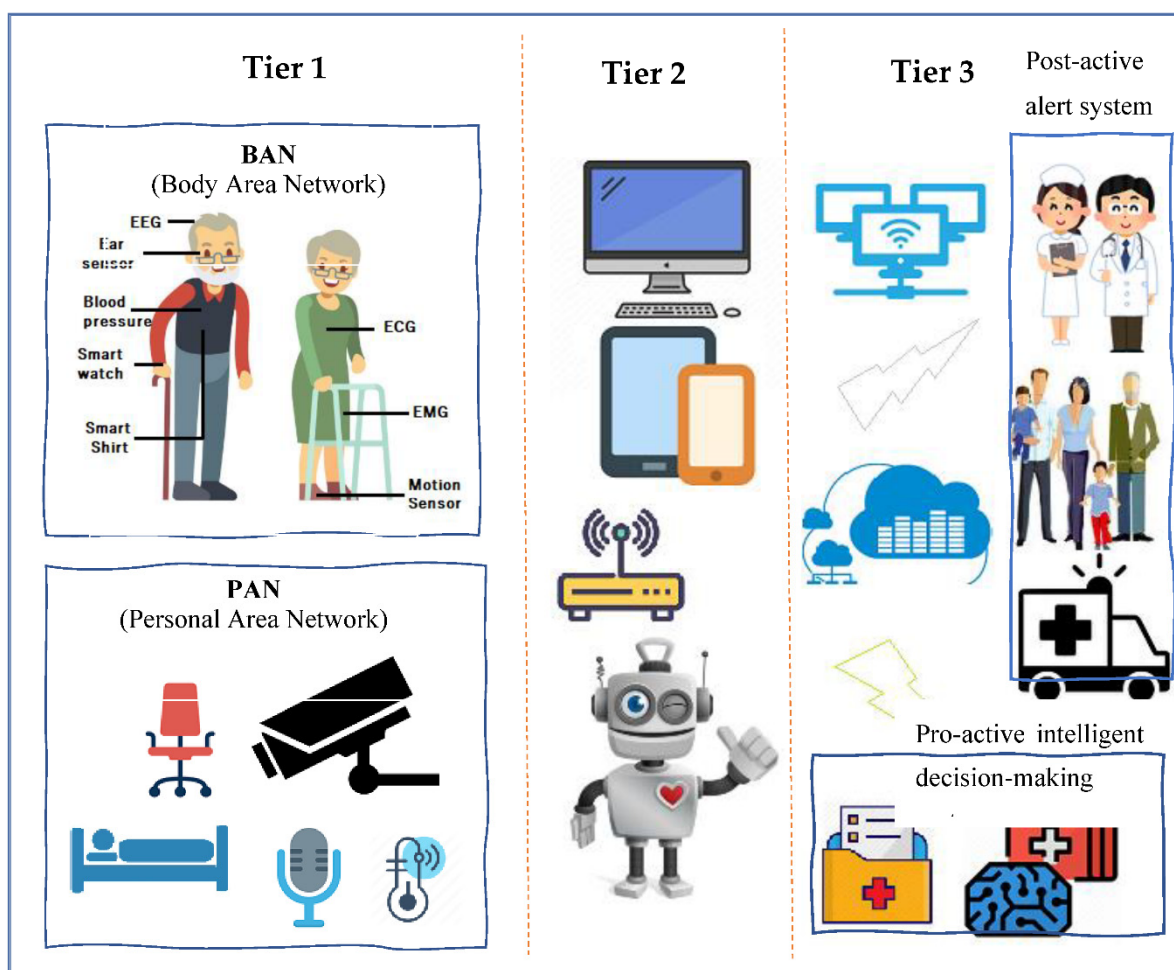 Tier 1
BAN
(Body Area Network)
EEG
Ear
sensor
Blood
pressure
Smart
watch
Smart
Shirt
ECG
EMG
Motion
Sensor
PAN
(Personal Area Network)
Tier 2
Tier 3
Post-active
alert system
Pro-active intelligent
decision-making